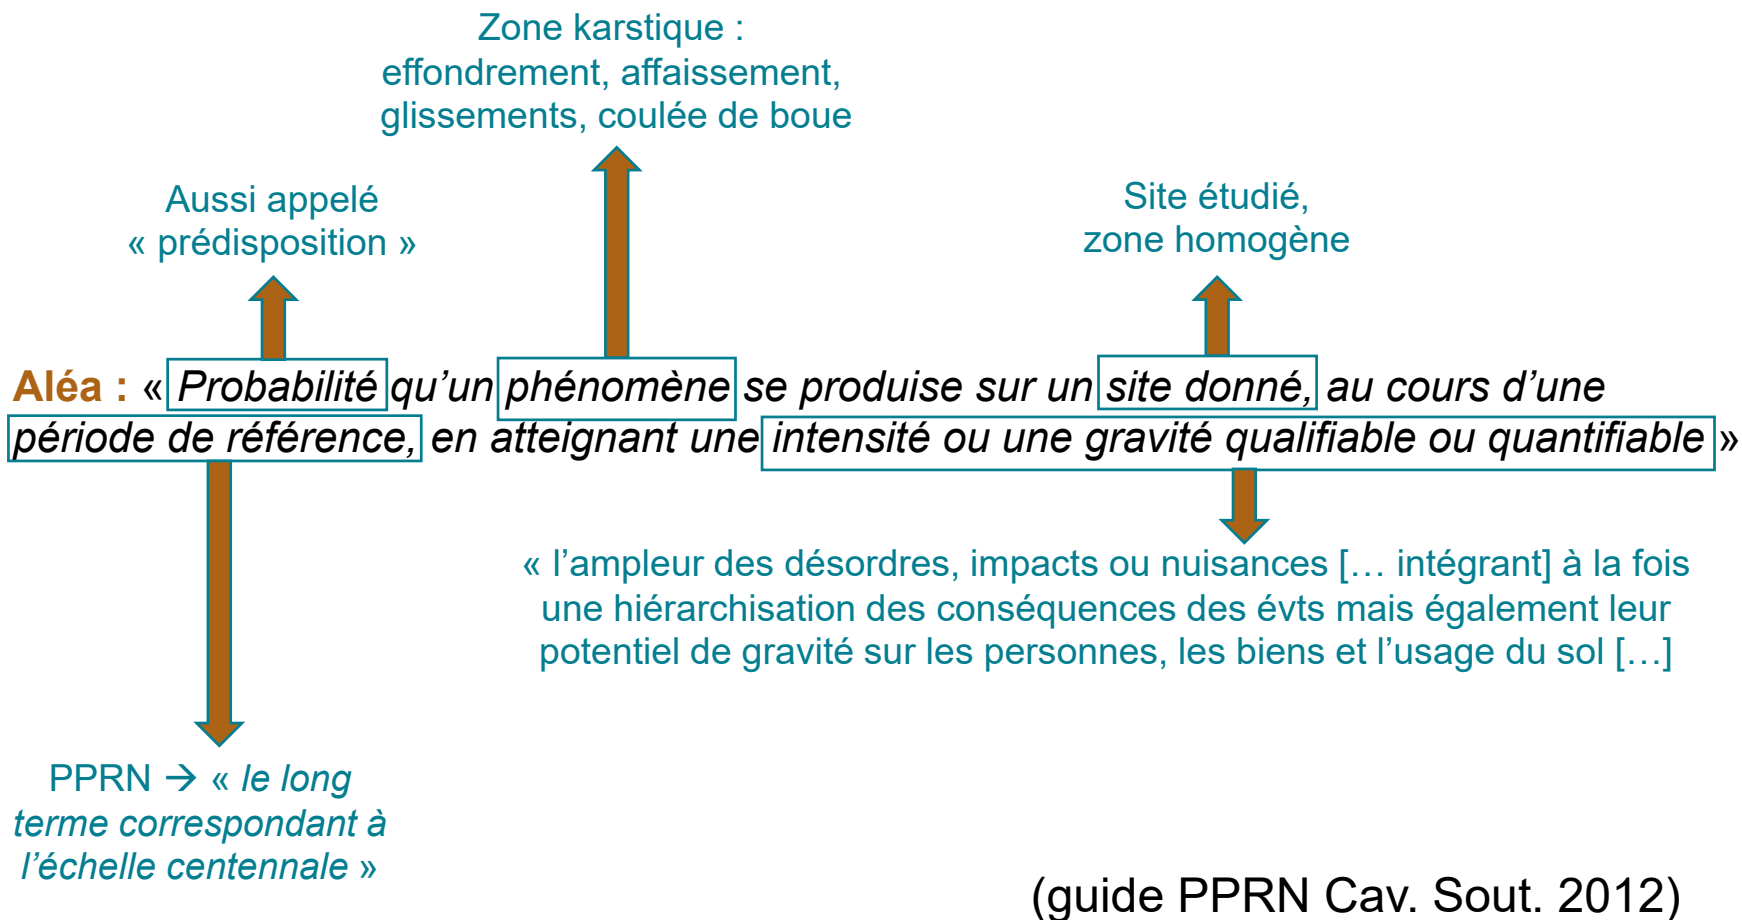 Zone karstique :
effondrement, affaissement,
glissements, coulée de boue
Aussi appelé
« prédisposition »
Site étudié,
zone homogène
Aléa : « Probabilité qu’un phénomène se produise sur un site donné, au cours d’une
période de référence, en atteignant une intensité ou une gravité qualifiable ou quantifiable »
« l’ampleur des désordres, impacts ou nuisances [… intégrant] à la fois
une hiérarchisation des conséquences des évts mais également leur
potentiel de gravité sur les personnes, les biens et l’usage du sol […]
PPRN → « le long
terme correspondant à
l’échelle centennale »
(guide PPRN Cav. Sout. 2012)